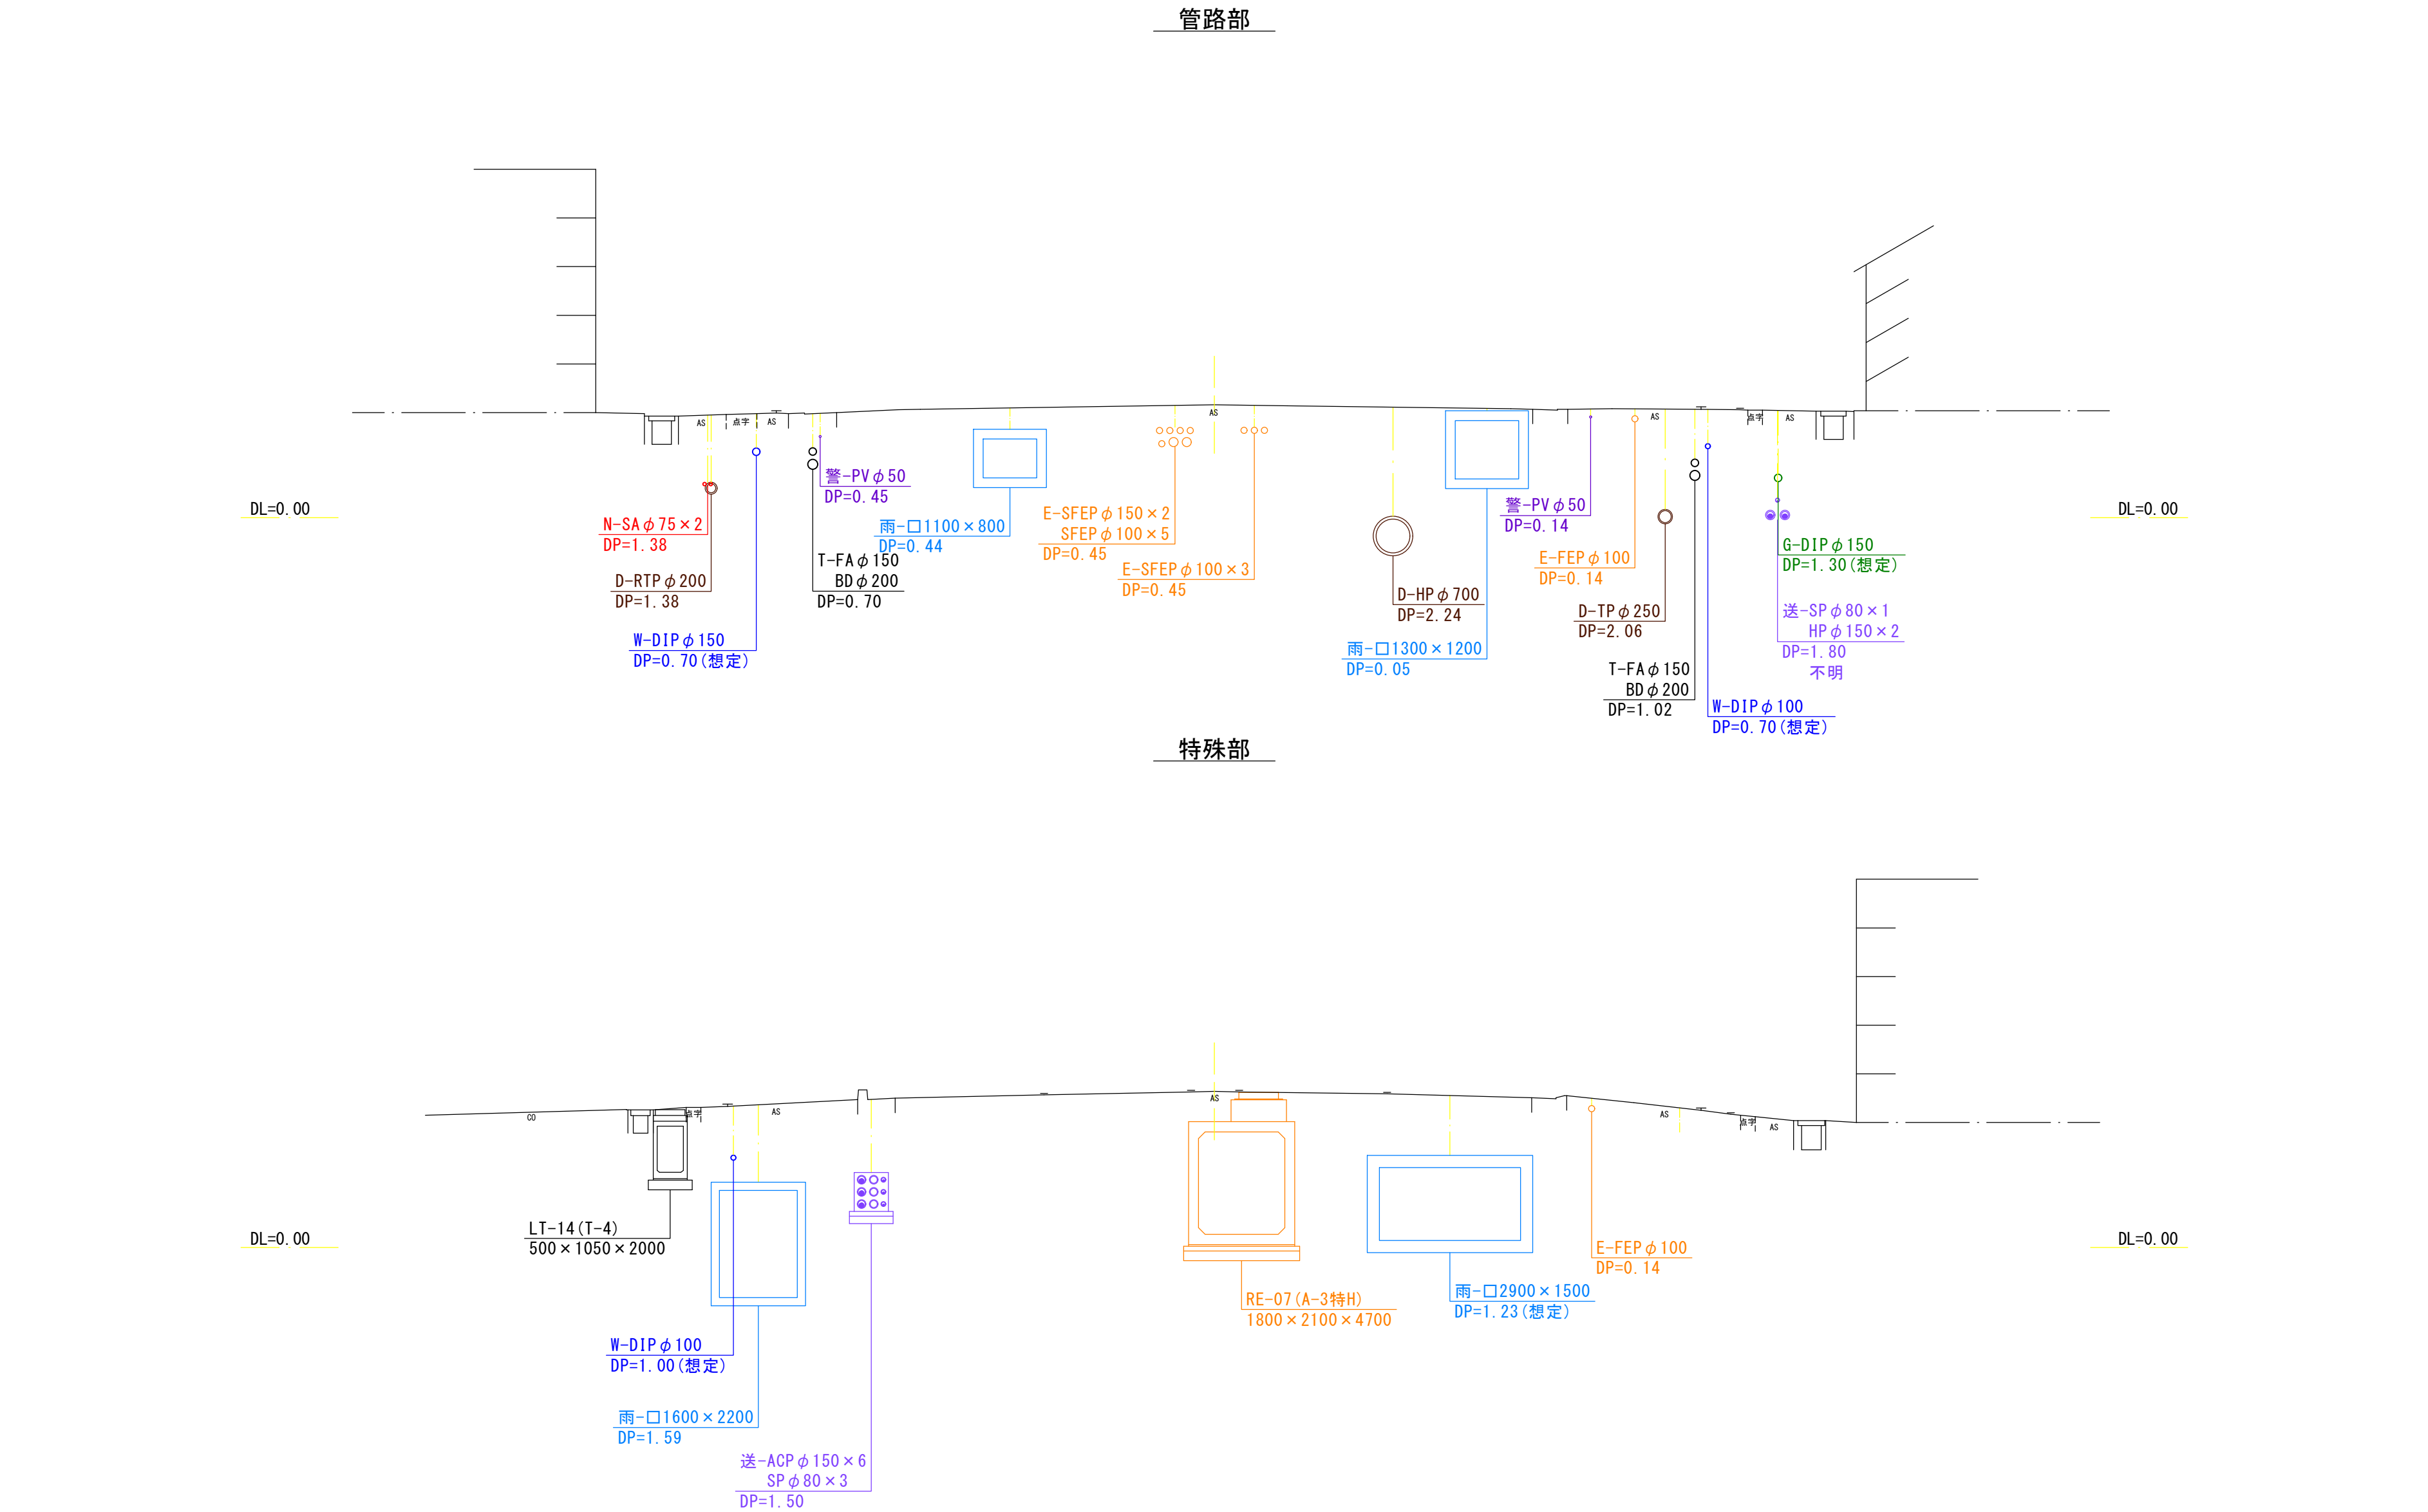 管路部
AS
点字
AS
AS
AS
点字
AS
DL=0.00
DL=0.00
N-SAφ75×2
DP=1.38
D-RTPφ200
DP=1.38
W-DIPφ150
DP=0.70(想定)
警-PVφ50
DP=0.45
T-FAφ150
BDφ200
DP=0.70
雨-□1100×800
DP=0.44
E-SFEPφ150×2
SFEPφ100×5
DP=0.45
E-SFEPφ100×3
DP=0.45
D-HPφ700
DP=2.24
雨-□1300×1200
DP=0.05
警-PVφ50
DP=0.14
E-FEPφ100
DP=0.14
D-TPφ250
DP=2.06
T-FAφ150
BDφ200
DP=1.02
W-DIPφ100
DP=0.70(想定)
G-DIPφ150
DP=1.30(想定)
送-SPφ80×1
HPφ150×2
DP=1.80
不明
特殊部
CO
点字
AS
AS
AS
点字
AS
DL=0.00
DL=0.00
LT-14(T-4)
500×1050×2000
W-DIPφ100
DP=1.00(想定)
雨-□1600×2200
DP=1.59
送-ACPφ150×6
SPφ80×3
DP=1.50
RE-07(A-3特H)
1800×2100×4700
雨-□2900×1500
DP=1.23(想定)
E-FEPφ100
DP=0.14